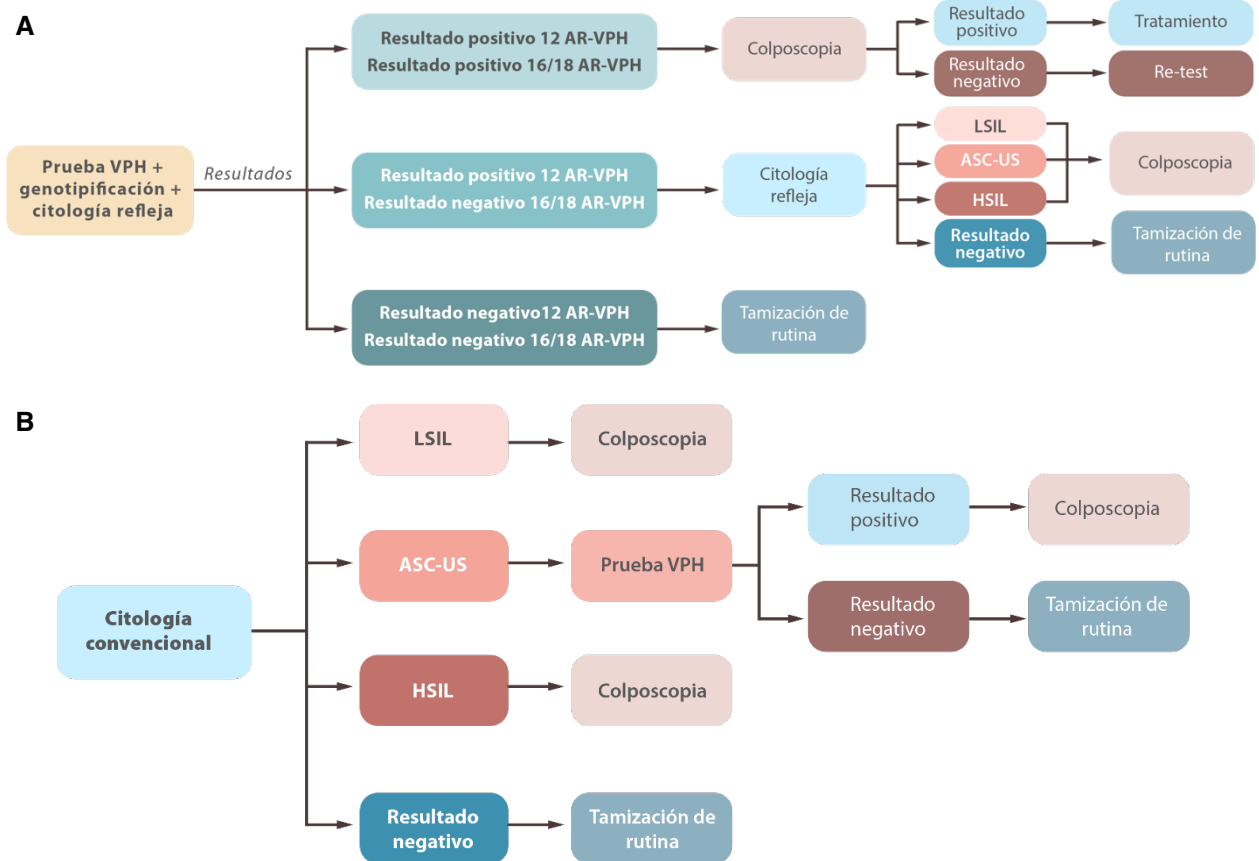 A
Prueba VPH +
genotipificación +
citología refleja
Resultados
Resultado positivo 12 AR-VPH
Resultado positivo 16/18 AR-VPH
Colposcopia
Resultado
positivo
Tratamiento
Resultado
negativo
Re-test
Resultado positivo 12 AR-VPH
Resultado negativo 16/18 AR-VPH
Citología
refleja
LSIL
ASC-US
HSIL
Colposcopia
Resultado
negativo
Tamización de
rutina
Resultado negativo12 AR-VPH
Resultado negativo 16/18 AR-VPH
Tamización de
rutina
B
Citología
convencional
LSIL
Colposcopia
ASC-US
Prueba VPH
Resultado
positivo
Colposcopia
Resultado
negativo
Tamización de
rutina
HSIL
Colposcopia
Resultado
negativo
Tamización de
rutina